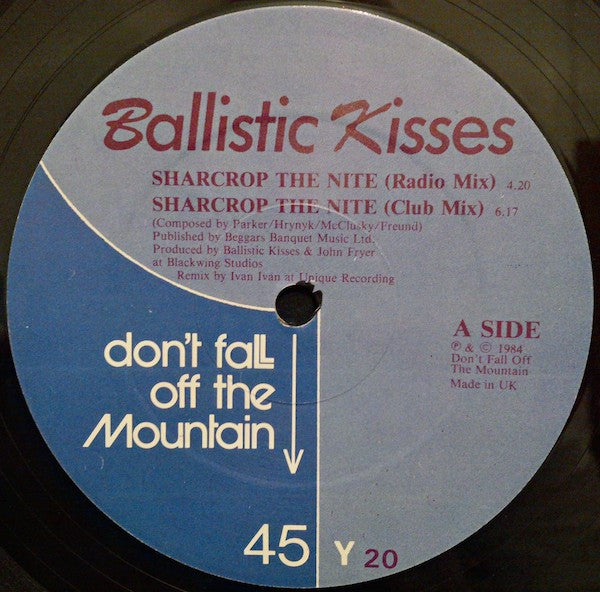 Ballistic Kisses
SHARCROP THE NITE (Radio Mix) 4.20
SHARCROP THE NITE (Club Mix) 6.17
(Composed by Parker/Hrynyk/McClusky/Freund)
Published by Beggars Banquet Music Ltd.
Produced by Ballistic Kisses & John Fryer
at Blackwing Studios
Remix by Ivan Ivan at Unique Recording
don't fall
off the
Mountain
A SIDE
℗ & © 1984
Don't Fall Off
The Mountain
Made in UK
45 Y 20